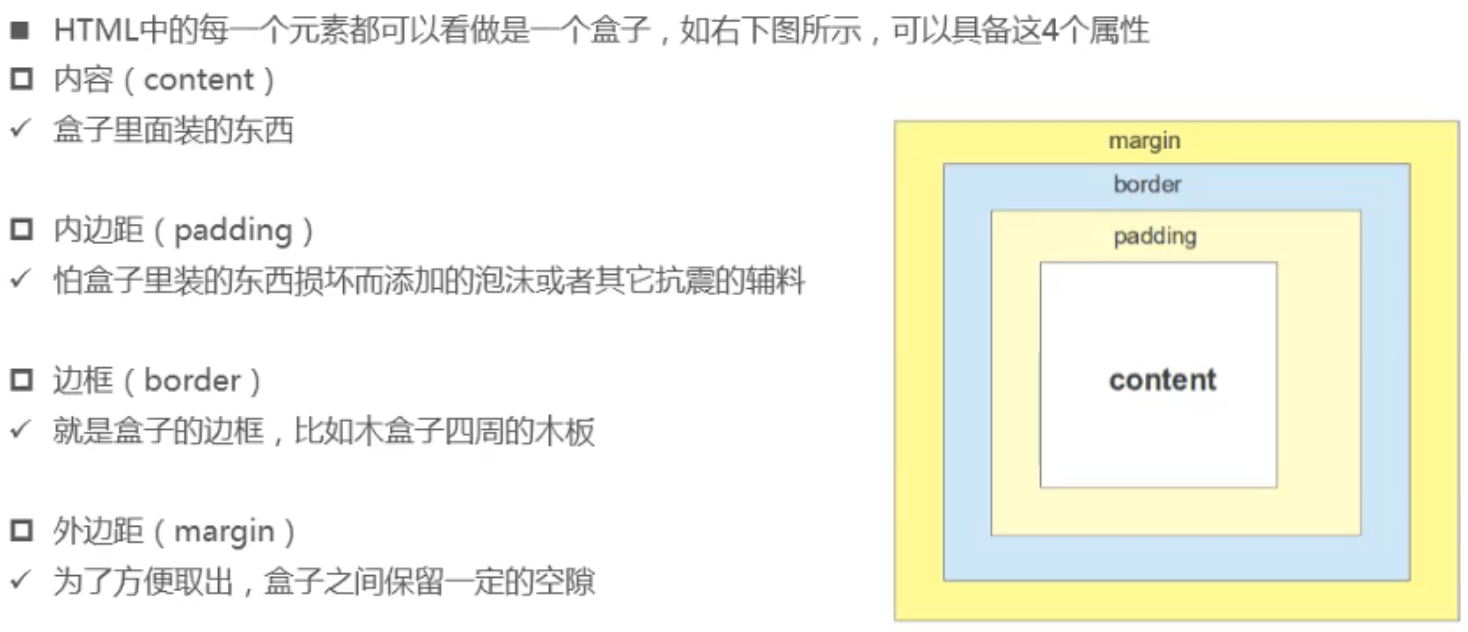 HTML中的每一个元素都可以看做是一个盒子，如右下图所示，可以具备这4个属性
内容（content）
盒子里面装的东西
内边距（padding）
怕盒子里装的东西损坏而添加的泡沫或者其它抗震的辅料
边框（border）
就是盒子的边框，比如木盒子四周的木板
外边距（margin）
为了方便取出，盒子之间保留一定的空隙
margin
border
padding
content